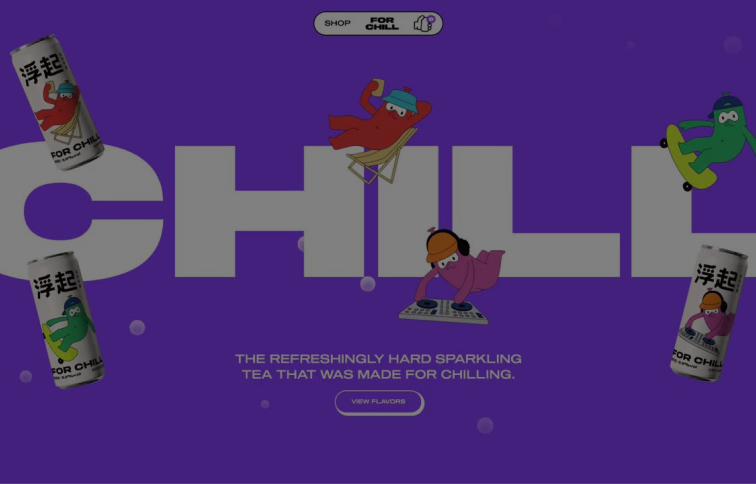 SHOP
FOR
CHILL
浮起
FOR CHILL
CHILL
浮起
FOR CHILL
浮起
FOR CHILL
THE REFRESHINGLY HARD SPARKLING
TEA THAT WAS MADE FOR CHILLING.
VIEW FLAVORS